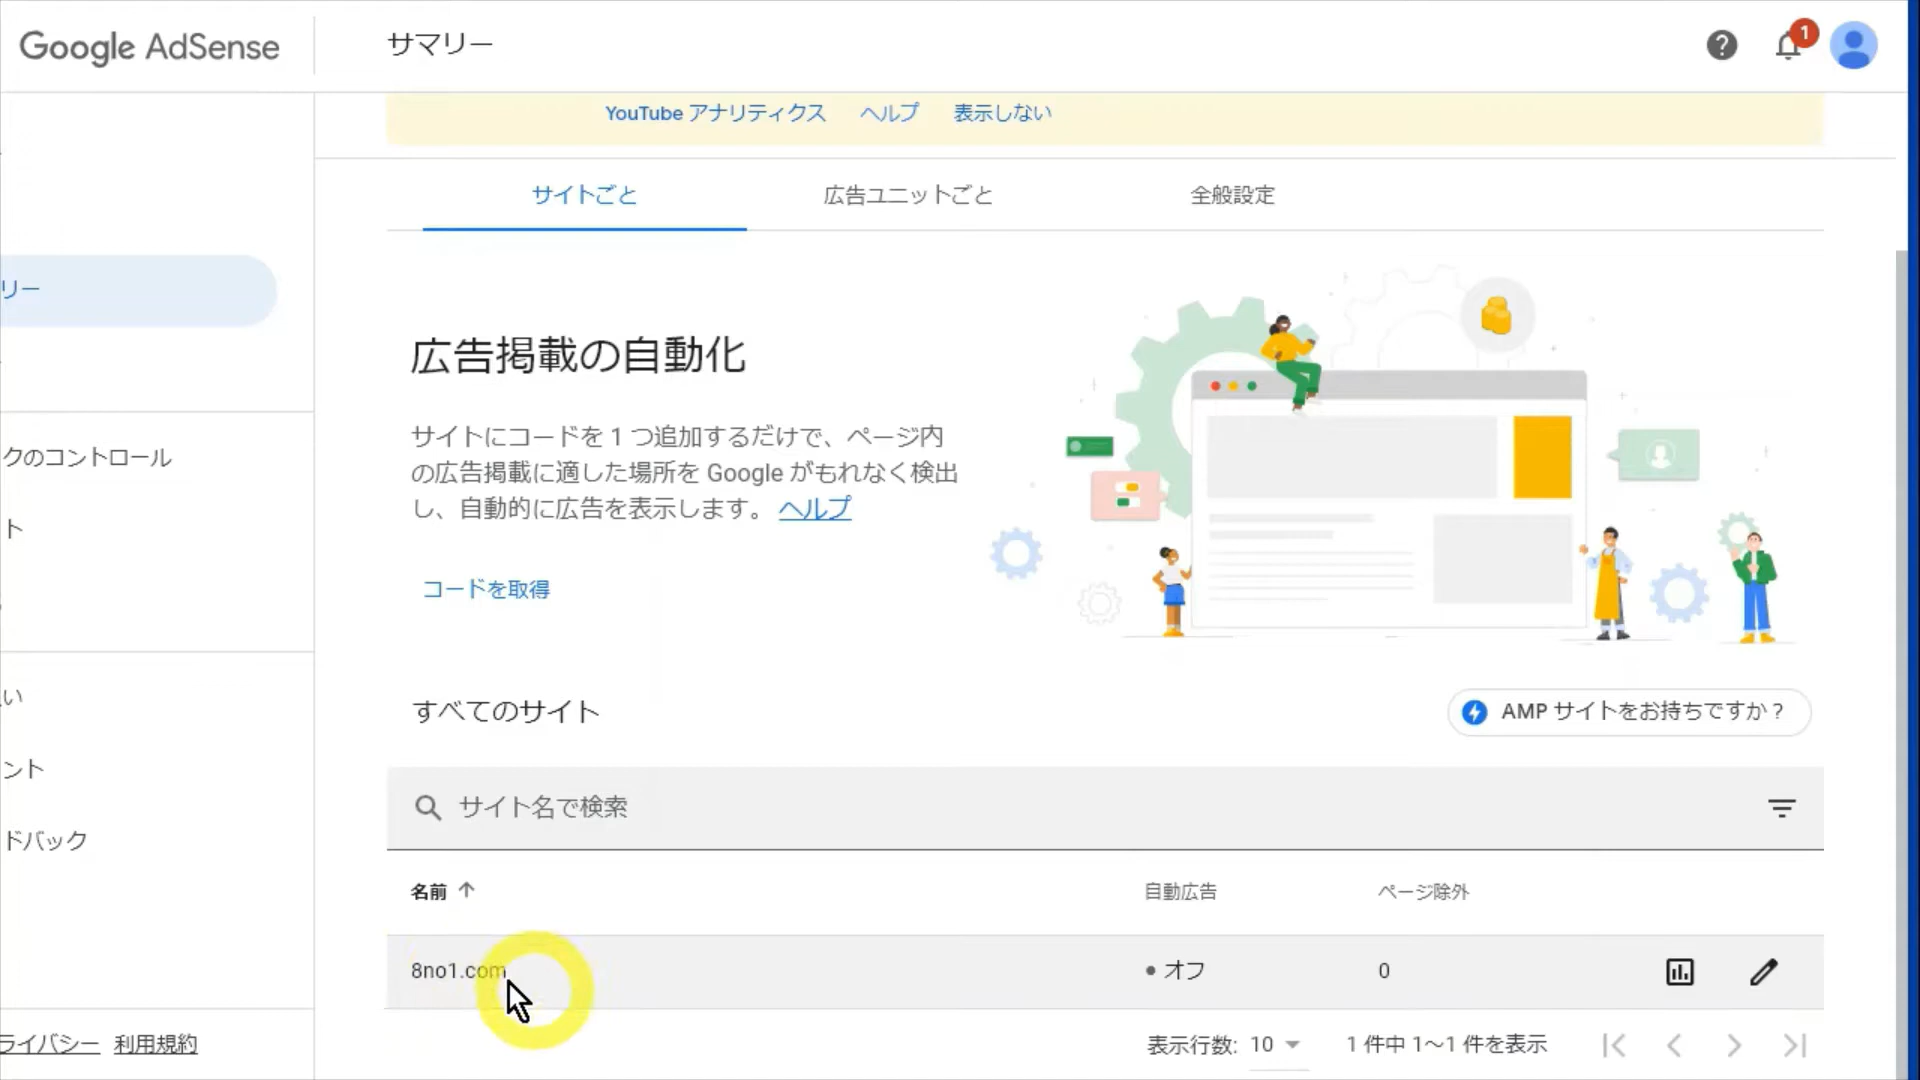 Google AdSense
サマリー
1
YouTube アナリティクス ヘルプ 表示しない
サイトごと 広告ユニットごと 全般設定
リー
広告掲載の自動化
サイトにコードを 1 つ追加するだけで、ページ内
の広告掲載に適した場所を Google がもれなく検出
し、自動的に広告を表示します。 ヘルプ
コードを取得
クのコントロール
ト
い
ント
ドバック
すべてのサイト
AMP サイトをお持ちですか？
サイト名で検索
名前 自動広告 ページ除外
8no1.com オフ 0
表示行数: 10 1 件中 1～1 件を表示
ライバシー 利用規約